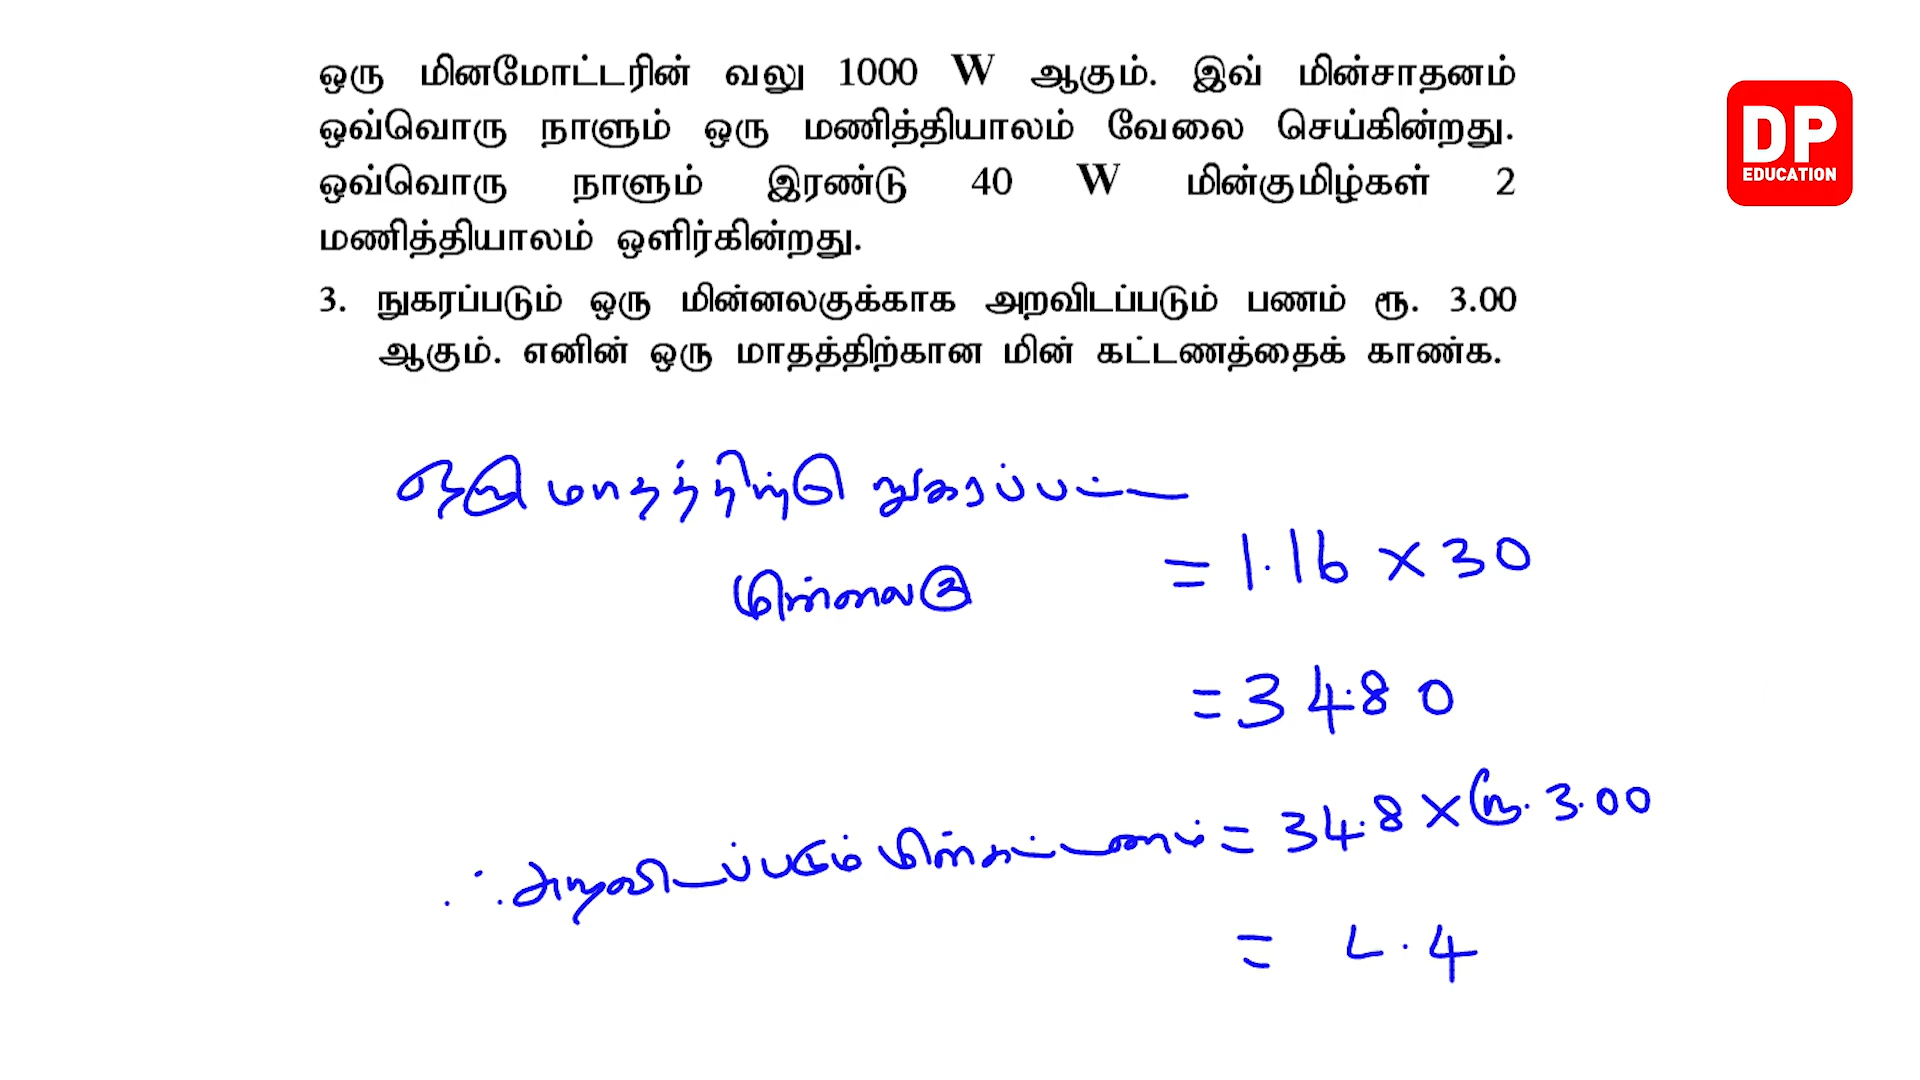 ஒரு மினமோட்டரின் வலு 1000 W ஆகும். இவ் மின்சாதனம்
ஒவ்வொரு நாளும் ஒரு மணித்தியாலம் வேலை செய்கின்றது.
ஒவ்வொரு நாளும் இரண்டு 40 W மின்குமிழ்கள் 2
மணித்தியாலம் ஒளிர்கின்றது.
3. நுகரப்படும் ஒரு மின்னலகுக்காக அறவிடப்படும் பணம் ரூ. 3.00
ஆகும். எனின் ஒரு மாதத்திற்கான மின் கட்டணத்தைக் காண்க.
DP
EDUCATION
ஒரு மாதத்திற்கு நுகரப்பட்ட
மின்னலகு = 1.16 × 30
= 34.80
∴ அறவிடப்படும் மின்கட்டணம் = 34.8 × ரூ. 3.00
= .4